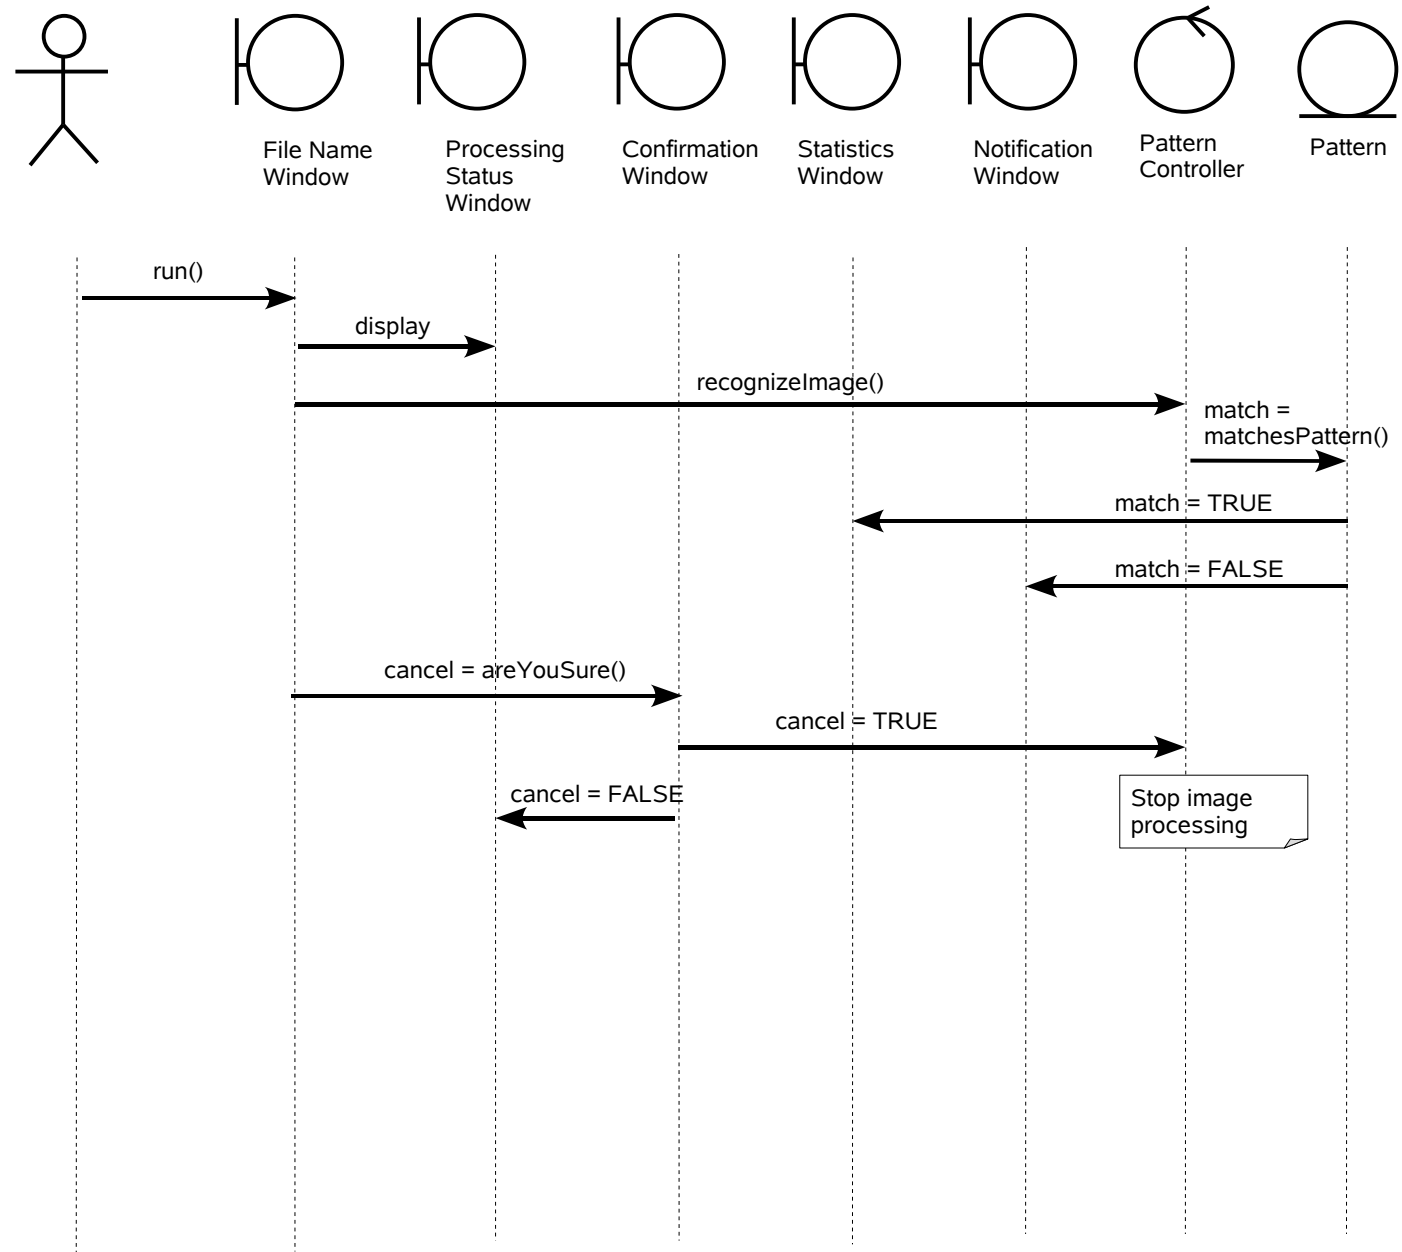 File Name
Window
Processing
Status
Window
Confirmation
Window
Statistics
Window
Notification
Window
Pattern
Controller
Pattern
run()
display
recognizeImage()
match =
matchesPattern()
match = TRUE
match = FALSE
cancel = areYouSure()
cancel = TRUE
cancel = FALSE
Stop image
processing